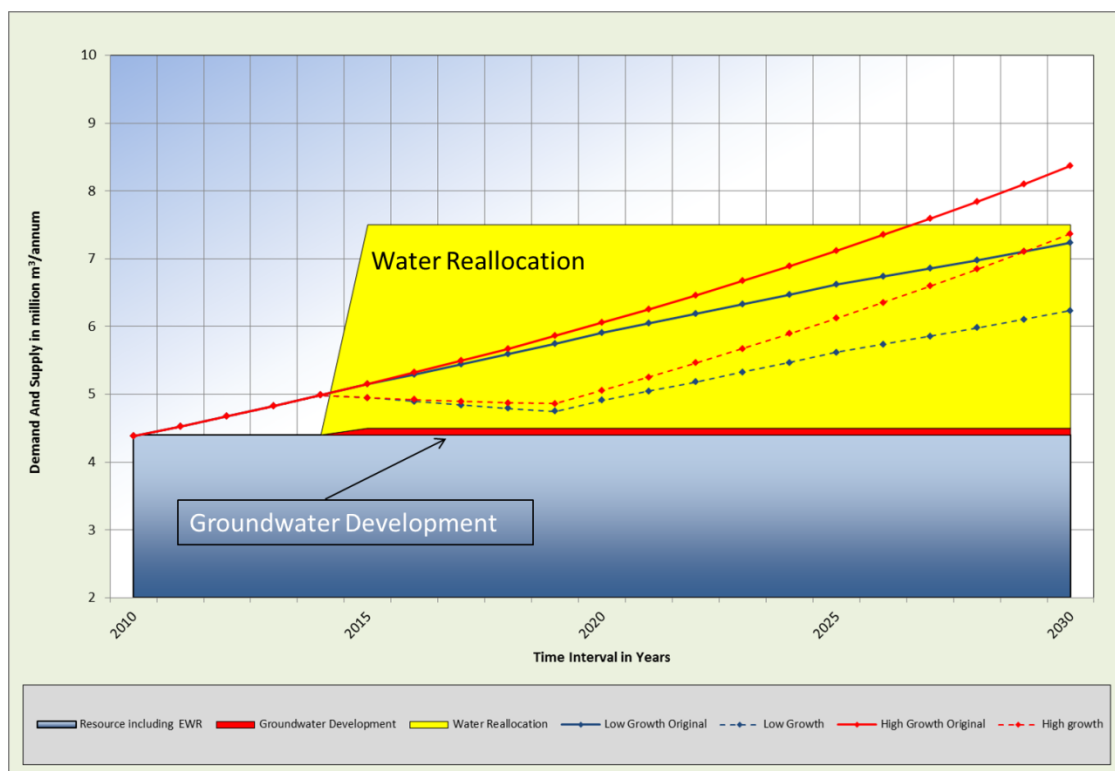 10
9
8
7
6
5
4
3
2
Demand And Supply in million m³/annum
Water Reallocation
Groundwater Development
2010
2015
2020
2025
2030
Time Interval in Years
Resource including EWR
Groundwater Development
Water Reallocation
Low Growth Original
Low Growth
High Growth Original
High growth